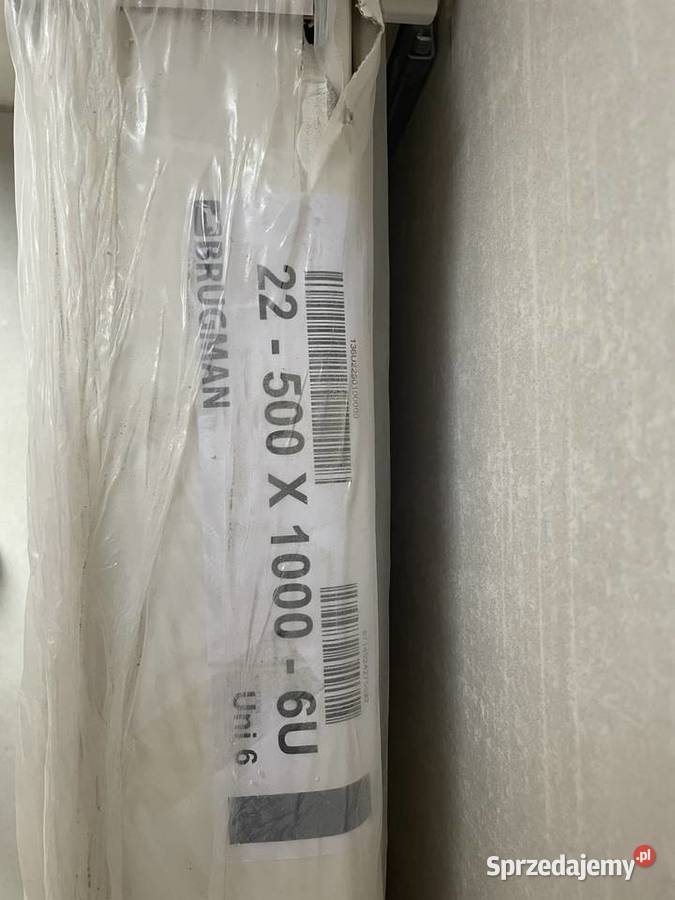 BRUGMAN
22 - 500 X 1000 - 6U
Uni 6
Sprzedajemy.pl